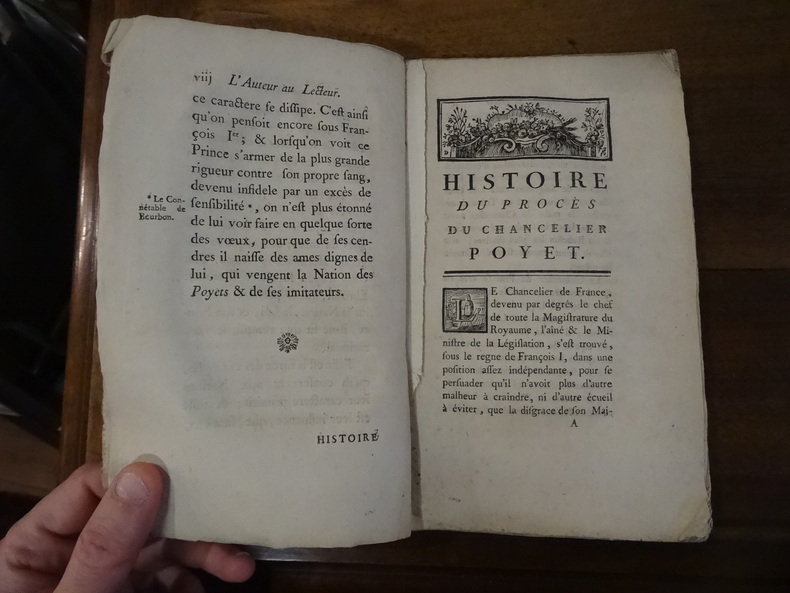 viij L'Auteur au Lecteur.
ce caractere se dissipe. C'est ainsi
qu'on pensoit encore sous Fran-
çois Ier; & lorsqu'on voit ce
Prince s'armer de la plus grande
rigueur contre son propre sang,
devenu infidele par un excès de
sensibilité *, on n'est plus étonné
de lui voir faire en quelque sorte
des vœux, pour que de ses cen-
dres il naisse des ames dignes de
lui, qui vengent la Nation des
Poyets & de ses imitateurs.
* Le Con-
nétable de
Bourbon.
HISTOIRE
HISTOIRE
DU PROCÈS
DU CHANCELIER
POYET.
LE Chancelier de France,
devenu par degrés le chef
de toute la Magistrature du
Royaume, l'aîné & le Mi-
nistre de la Législation, s'est trouvé,
sous le regne de François I, dans une
position assez indépendante, pour se
persuader qu'il n'avoit plus d'autre
malheur à craindre, ni d'autre écueil
à éviter, que la disgrace de son Maî-
A